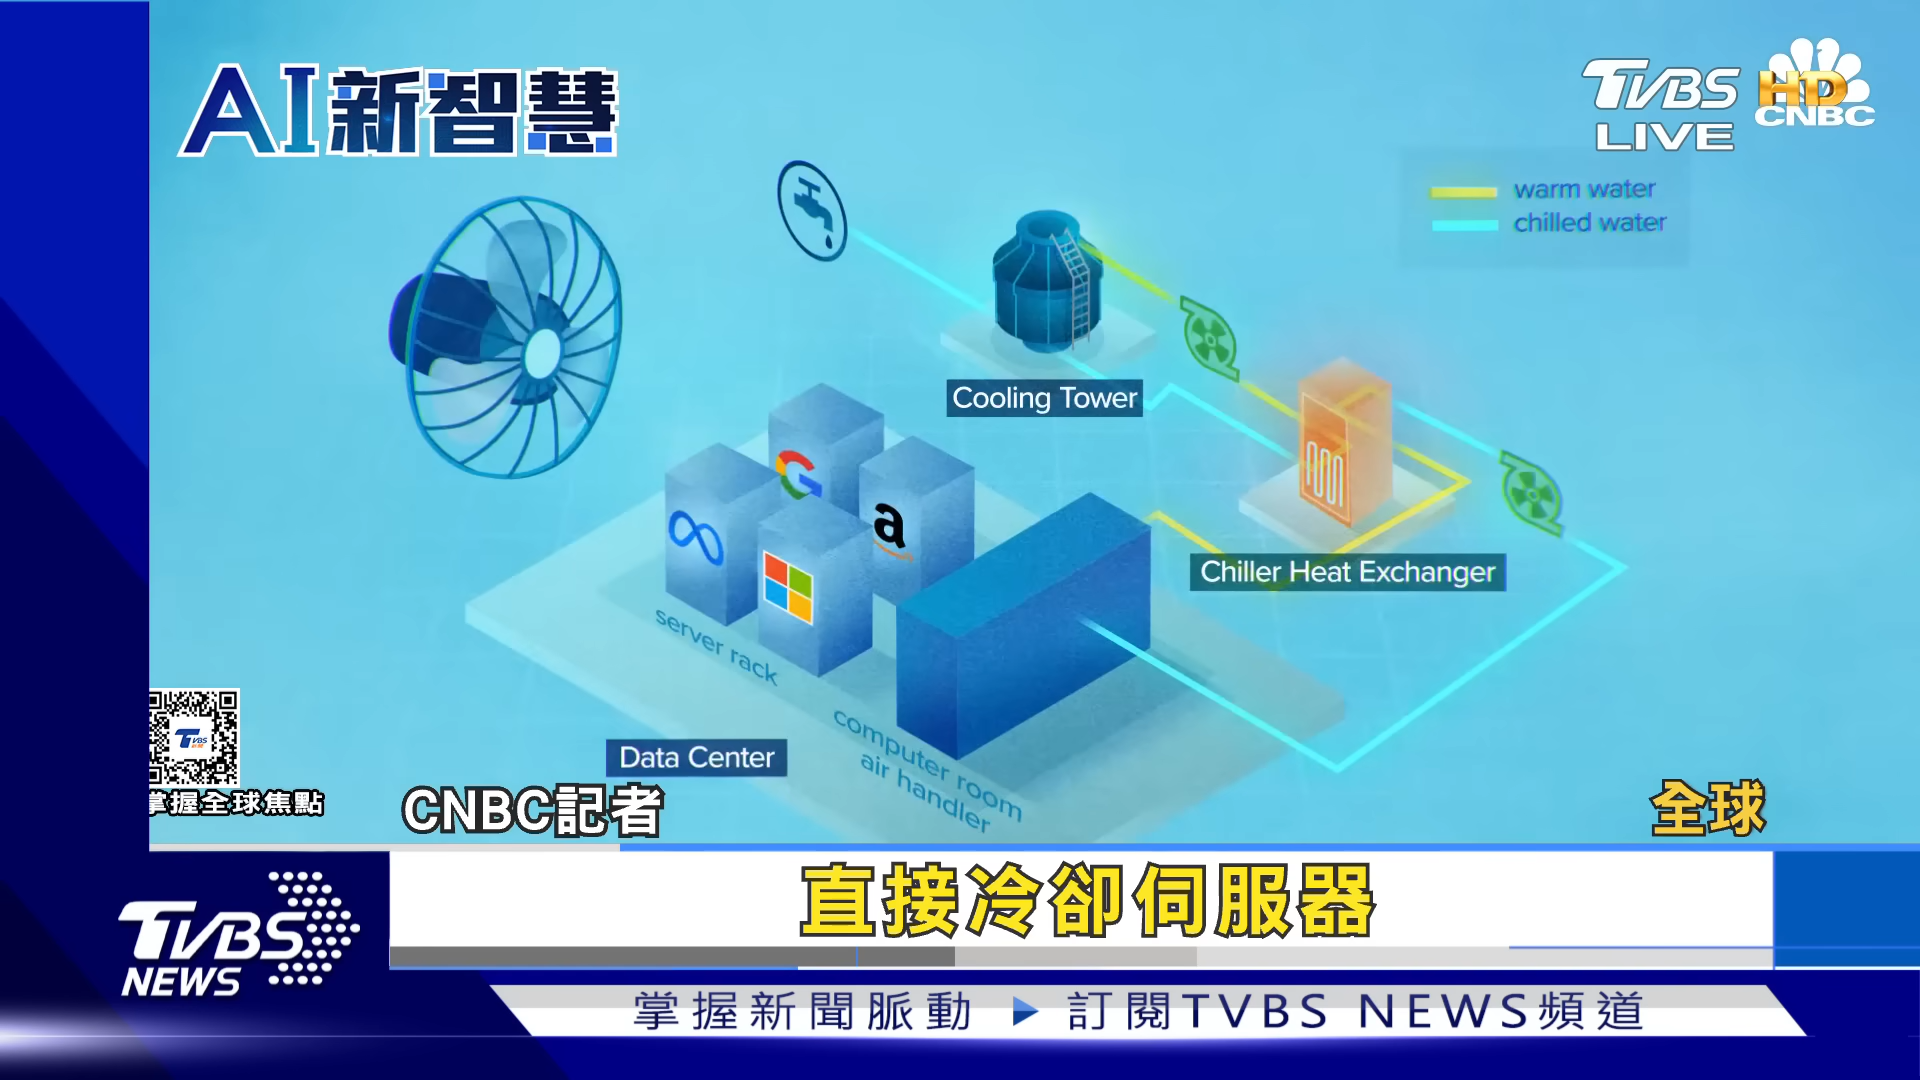 AI新智慧
TVBS
LIVE
HD
CNBC
warm water
chilled water
Cooling Tower
Chiller Heat Exchanger
a
server rack
computer room
air handler
Data Center
TVBS
掌握全球焦點
CNBC記者
全球
直接冷卻伺服器
TVBS
NEWS
掌握新聞脈動 ▶ 訂閱TVBS NEWS頻道